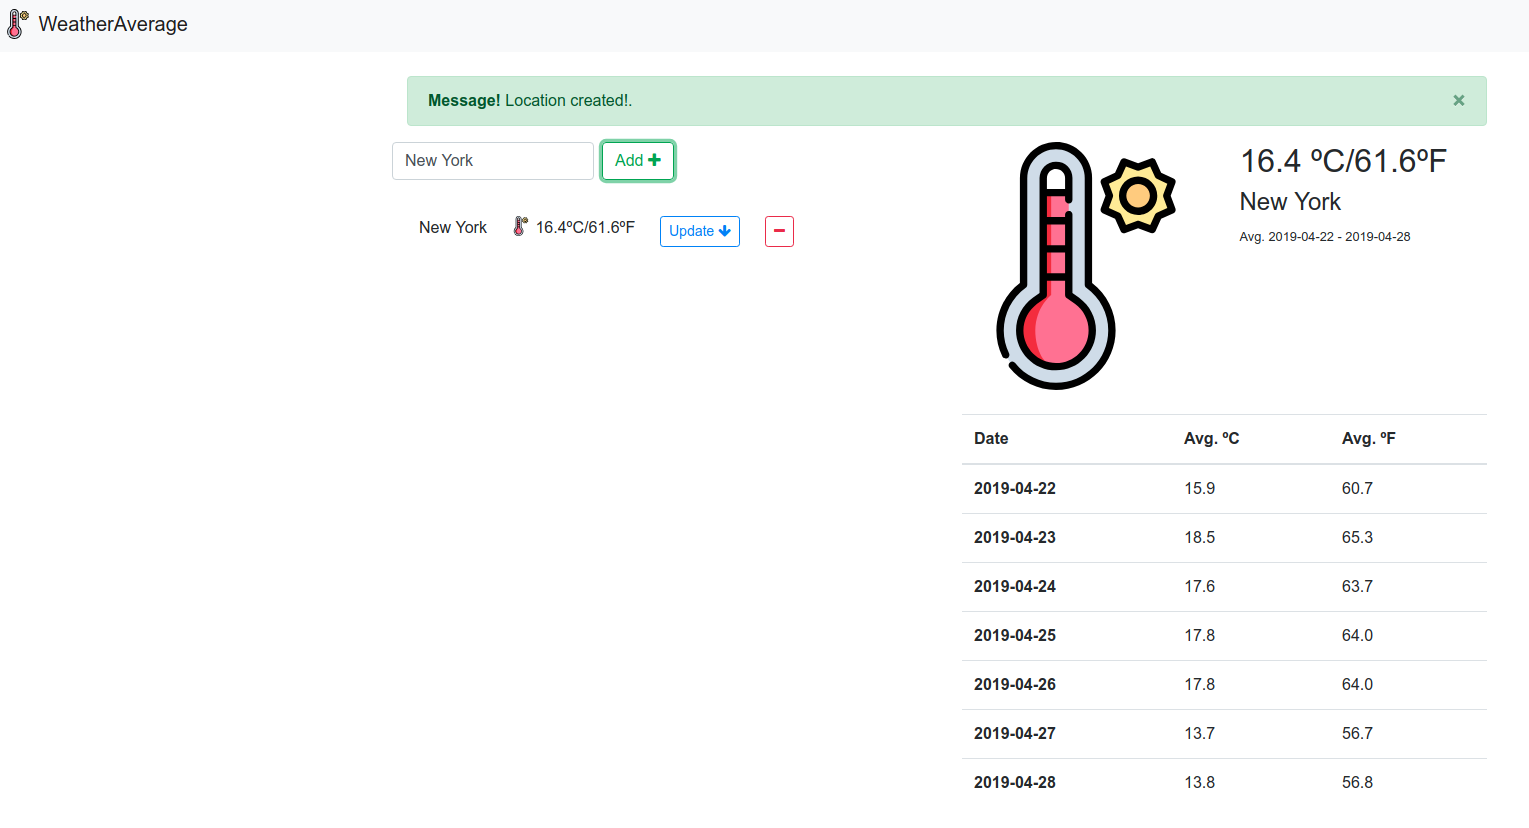 WeatherAverage
Message! Location created!.
×
New York
Add
New York 16.4ºC/61.6ºF Update
16.4 ºC/61.6ºF
New York
Avg. 2019-04-22 - 2019-04-28
Date Avg. ºC Avg. ºF
2019-04-22 15.9 60.7
2019-04-23 18.5 65.3
2019-04-24 17.6 63.7
2019-04-25 17.8 64.0
2019-04-26 17.8 64.0
2019-04-27 13.7 56.7
2019-04-28 13.8 56.8